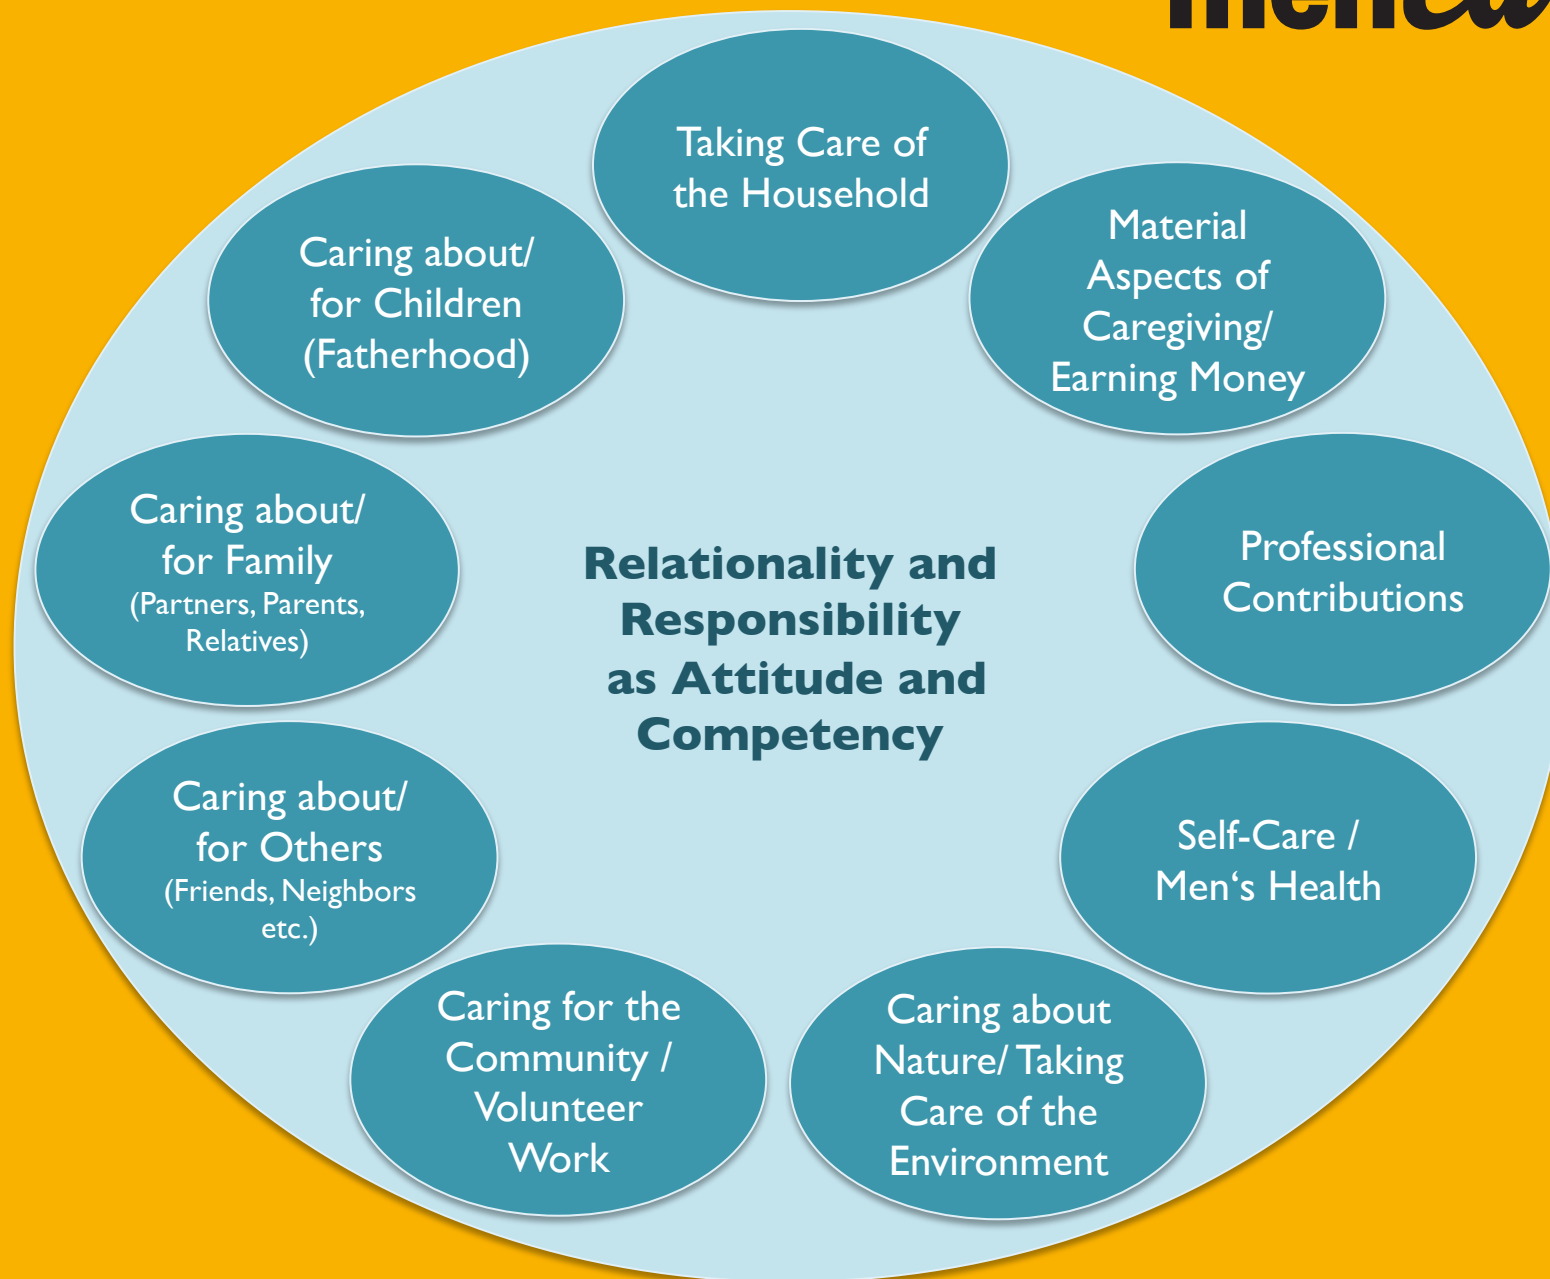 men
Taking Care of
the Household
Material
Aspects of
Caregiving/
Earning Money
Professional
Contributions
Self-Care /
Men‘s Health
Caring about
Nature/ Taking
Care of the
Environment
Caring for the
Community /
Volunteer
Work
Caring about/
for Others
(Friends, Neighbors
etc.)
Caring about/
for Family
(Partners, Parents,
Relatives)
Caring about/
for Children
(Fatherhood)
Relationality and
Responsibility
as Attitude and
Competency